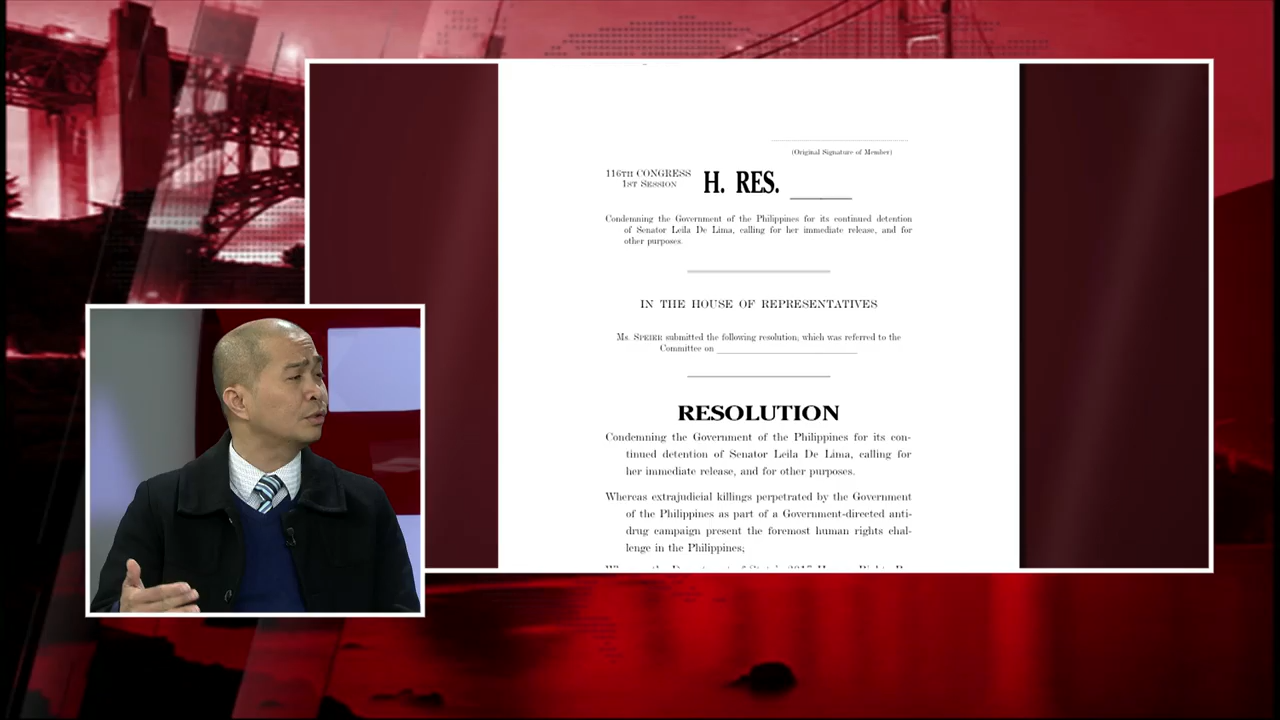 (Original Signature of Member)
116TH CONGRESS
1ST SESSION
H. RES.
Condemning the Government of the Philippines for its continued detention
of Senator Leila De Lima, calling for her immediate release, and for
other purposes.
IN THE HOUSE OF REPRESENTATIVES
Ms. SPEIER submitted the following resolution, which was referred to the
Committee on
RESOLUTION
Condemning the Government of the Philippines for its con-
tinued detention of Senator Leila De Lima, calling for
her immediate release, and for other purposes.
Whereas extrajudicial killings perpetrated by the Government
of the Philippines as part of a Government-directed anti-
drug campaign present the foremost human rights chal-
lenge in the Philippines;